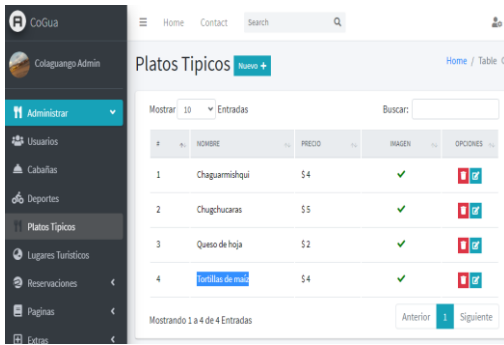 CoGua
Home Contact Search
Colaguango Admin
Platos Tipicos Nuevo +
Home / Table
Administrar
Usuarios
Cabañas
Deportes
Platos Tipicos
Lugares Turisticos
Reservaciones
Paginas
Extras
Mostrar 10 Entradas Buscar:
# NOMBRE PRECIO IMAGEN OPCIONES
1 Chaguarmishqui $4
2 Chugchucaras $5
3 Queso de hoja $2
4 Tortillas de maíz $4
Mostrando 1 a 4 de 4 Entradas
Anterior 1 Siguiente